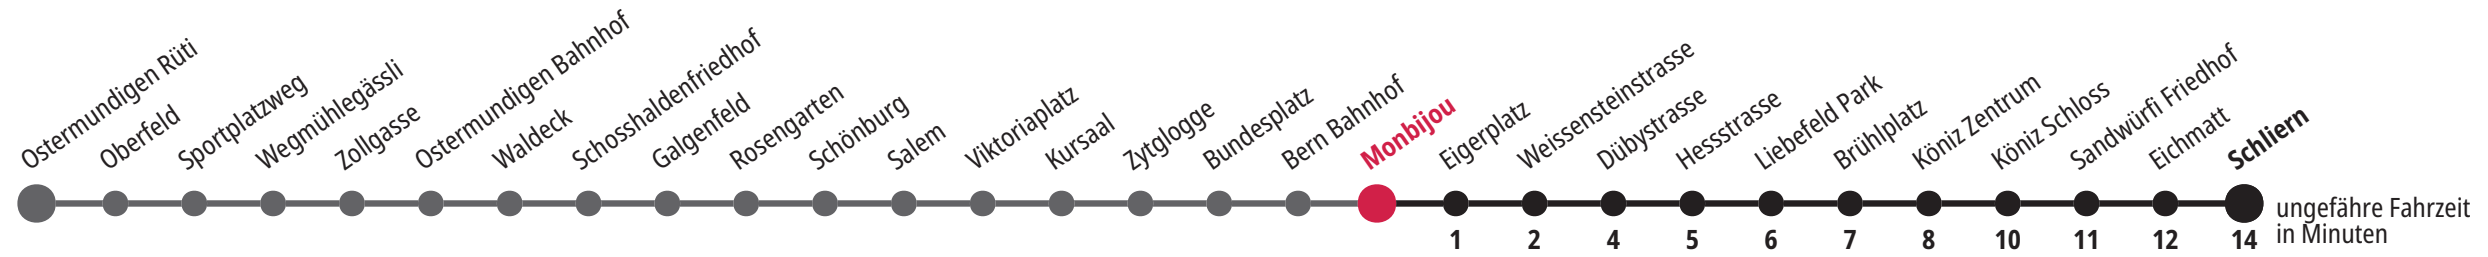 Ostermundigen Rüti
Oberfeld
Sportplatzweg
Wegmühlegässli
Zollgasse
Ostermundigen Bahnhof
Waldeck
Schosshaldenfriedhof
Galgenfeld
Rosengarten
Schönburg
Salem
Viktoriaplatz
Kursaal
Zytglogge
Bundesplatz
Bern Bahnhof
Monbijou
Eigerplatz
Weissensteinstrasse
Dübystrasse
Hessstrasse
Liebefeld Park
Brühlplatz
Köniz Zentrum
Köniz Schloss
Sandwürfi Friedhof
Eichmatt
Schliern
1 2 4 5 6 7 8 10 11 12 14
ungefähre Fahrzeit
in Minuten